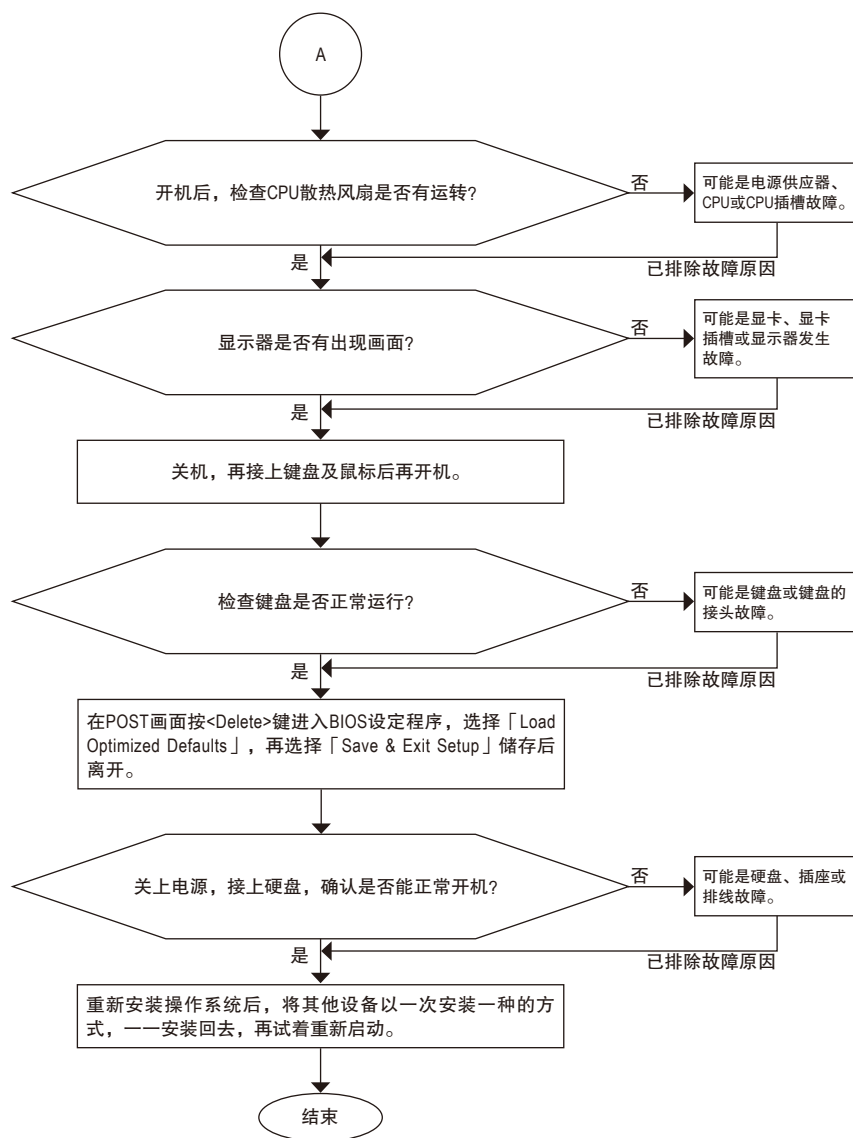 A
开机后，检查CPU散热风扇是否有运转?
否
可能是电源供应器、
CPU或CPU插槽故障。
是
已排除故障原因
显示器是否有出现画面?
否
可能是显卡、显卡
插槽或显示器发生
故障。
是
已排除故障原因
关机，再接上键盘及鼠标后再开机。
检查键盘是否正常运行?
否
可能是键盘或键盘的
接头故障。
是
已排除故障原因
在POST画面按<Delete>键进入BIOS设定程序，选择「Load
Optimized Defaults」，再选择「Save & Exit Setup」储存后
离开。
关上电源，接上硬盘，确认是否能正常开机?
否
可能是硬盘、插座或
排线故障。
是
已排除故障原因
重新安装操作系统后，将其他设备以一次安装一种的方
式，一一安装回去，再试着重新启动。
结束